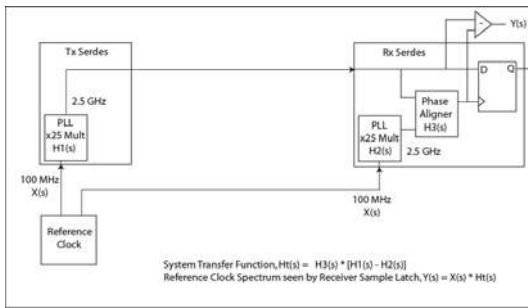 Tx Serdes
Rx Serdes
-
Y(s)
D
Q
2.5 GHz
PLL
x25 Mult
H1(s)
Phase
Aligner
H3(s)
PLL
x25 Mult
H2(s)
2.5 GHz
100 MHz
X(s)
100 MHz
X(s)
Reference
Clock
System Transfer Function, Ht(s) = H3(s) * [H1(s) - H2(s)]
Reference Clock Spectrum seen by Receiver Sample Latch, Y(s) = X(s) * Ht(s)